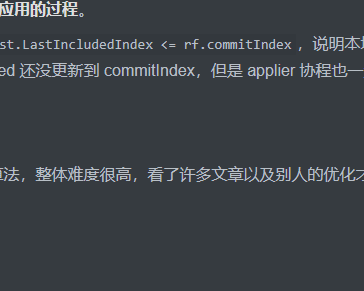 应用的过程。
st.LastIncludedIndex <= rf.commitIndex，说明本
ed 还没更新到 commitIndex，但是 applier 协程也一
法，整体难度很高，看了许多文章以及别人的优化